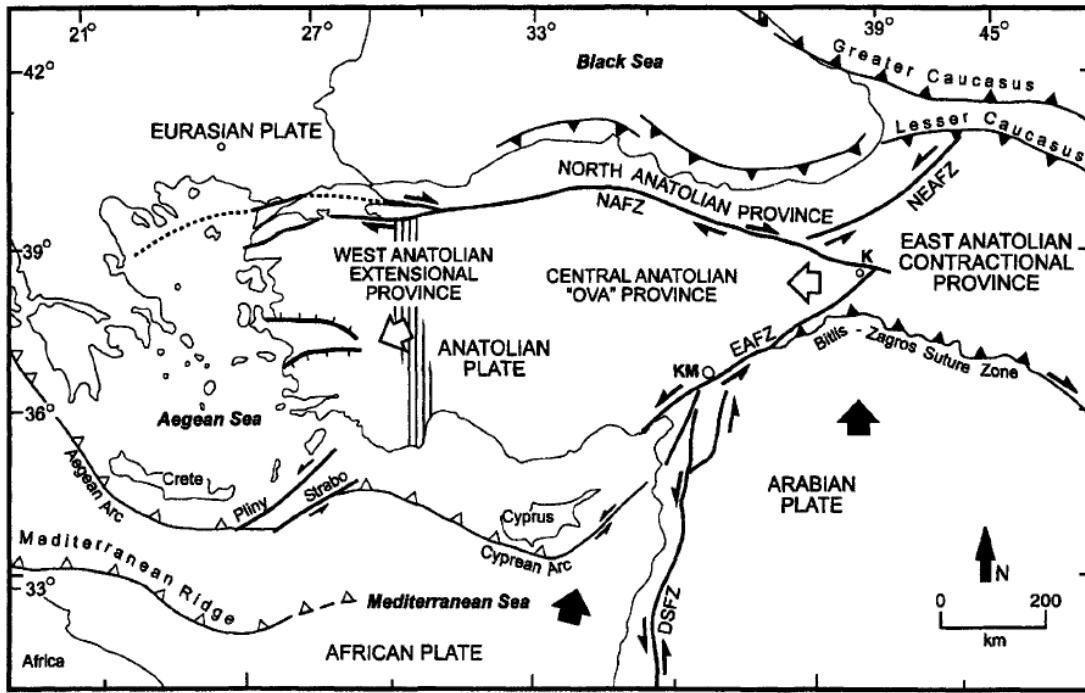 21°
27°
33°
39°
45°
42°
39°
36°
33°
Black Sea
Greater Caucasus
Lesser Caucasus
EURASIAN PLATE
NORTH ANATOLIAN PROVINCE
NAFZ
NEAFZ
K
EAST ANATOLIAN
CONTRACTIONAL
PROVINCE
WEST ANATOLIAN
EXTENSIONAL
PROVINCE
CENTRAL ANATOLIAN
"OVA" PROVINCE
ANATOLIAN
PLATE
EAFZ
Bitlis - Zagros Suture Zone
KM
Aegean Sea
Aegean Arc
Crete
Pliny
Strabo
Cyprus
Cyprean Arc
ARABIAN
PLATE
Mediterranean Ridge
Mediterranean Sea
DSFZ
AFRICAN PLATE
Africa
N
0 200
km